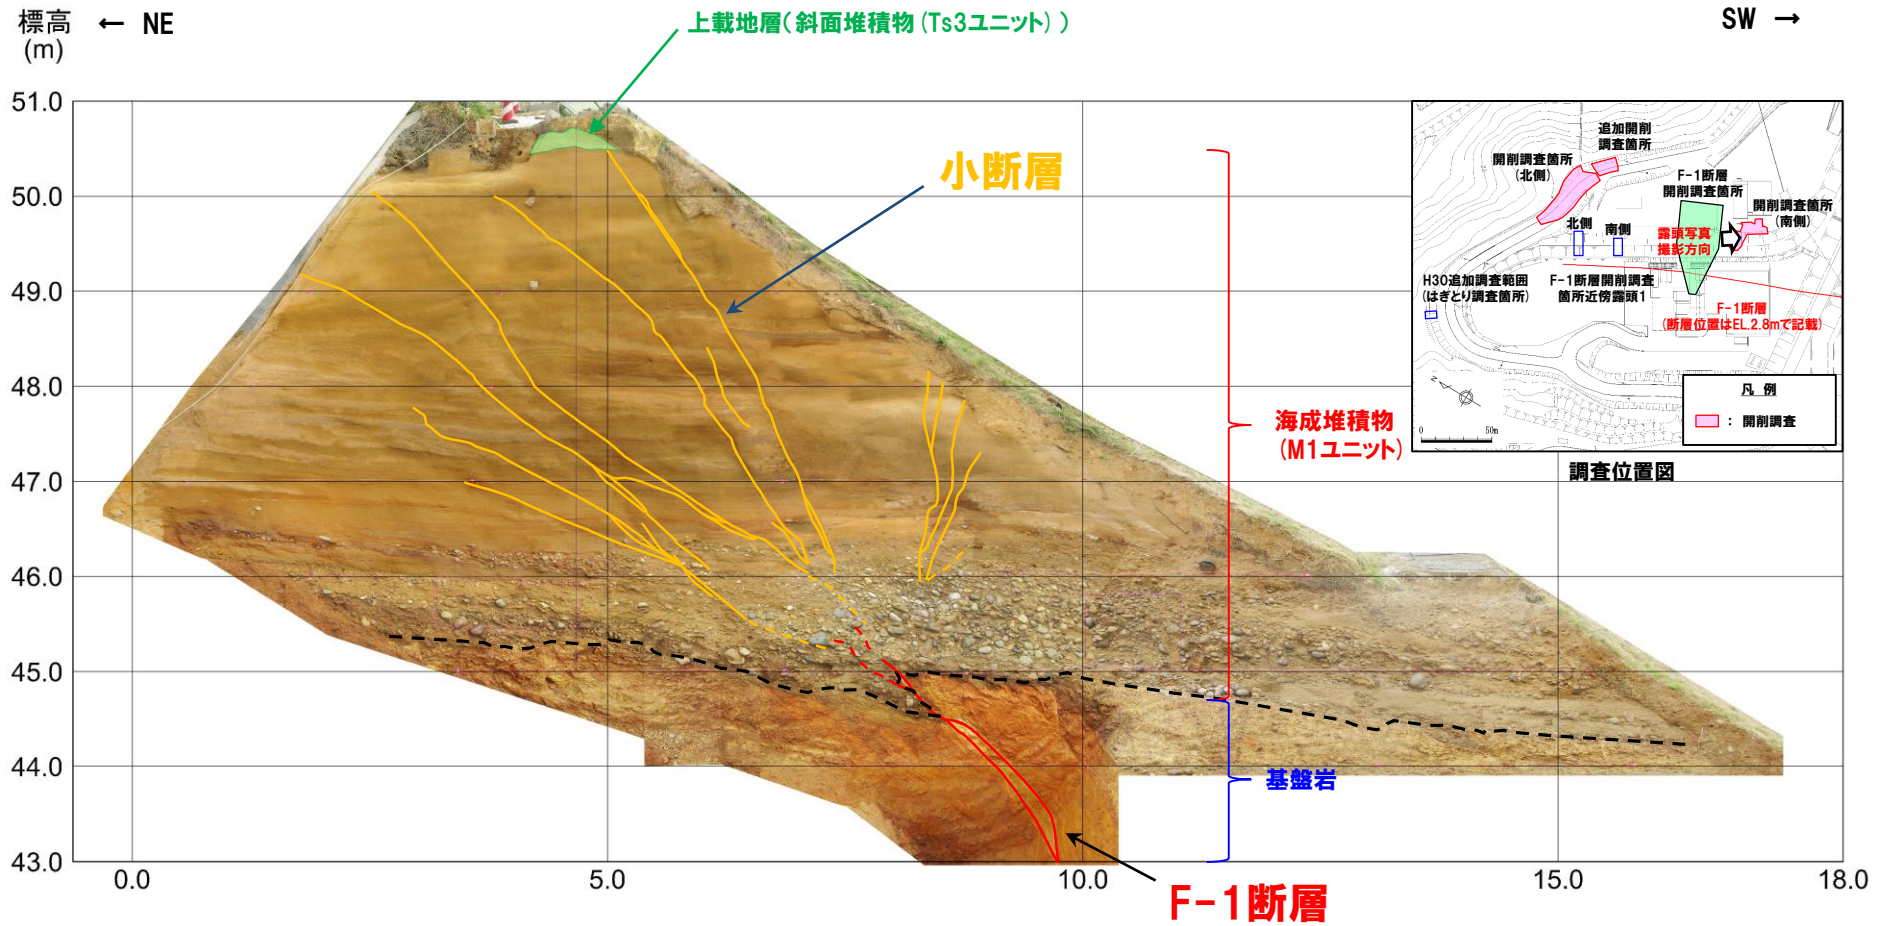 標高
(m)
← NE
上載地層(斜面堆積物(Ts3ユニット))
SW →
51.0
50.0
49.0
48.0
47.0
46.0
45.0
44.0
43.0
0.0
5.0
10.0
15.0
18.0
小断層
海成堆積物
(M1ユニット)
基盤岩
F-1断層
追加開削
調査箇所
開削調査箇所
(北側)
F-1断層
開削調査箇所
開削調査箇所
(南側)
北側
南側
露頭写真
撮影方向
H30追加調査範囲
(はぎとり調査箇所)
F-1断層開削調査
箇所近傍露頭1
F-1断層
(断層位置はEL.2.8mで記載)
N
0
50m
凡 例
: 開削調査
調査位置図